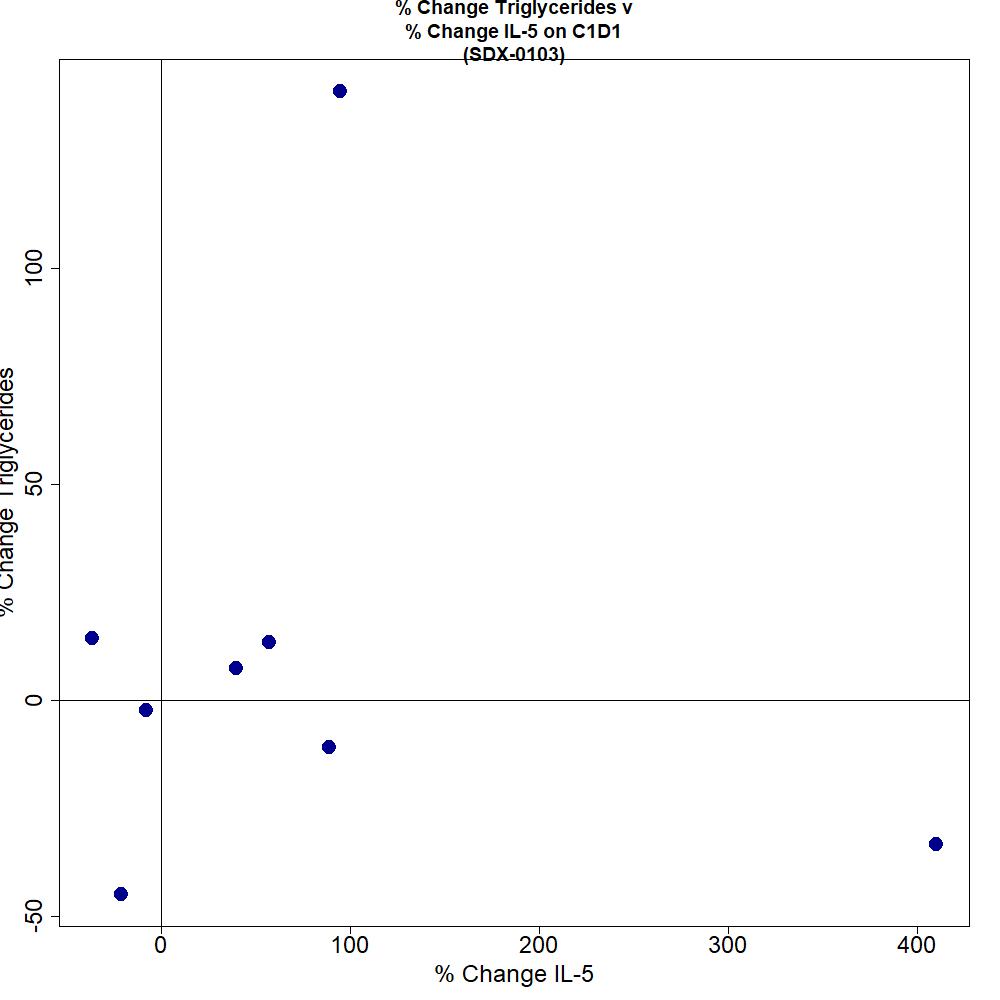 % Change Triglycerides v
% Change IL-5 on C1D1
(SDX-0103)
% Change Triglycerides
100
50
0
-50
0
100
200
300
400
% Change IL-5